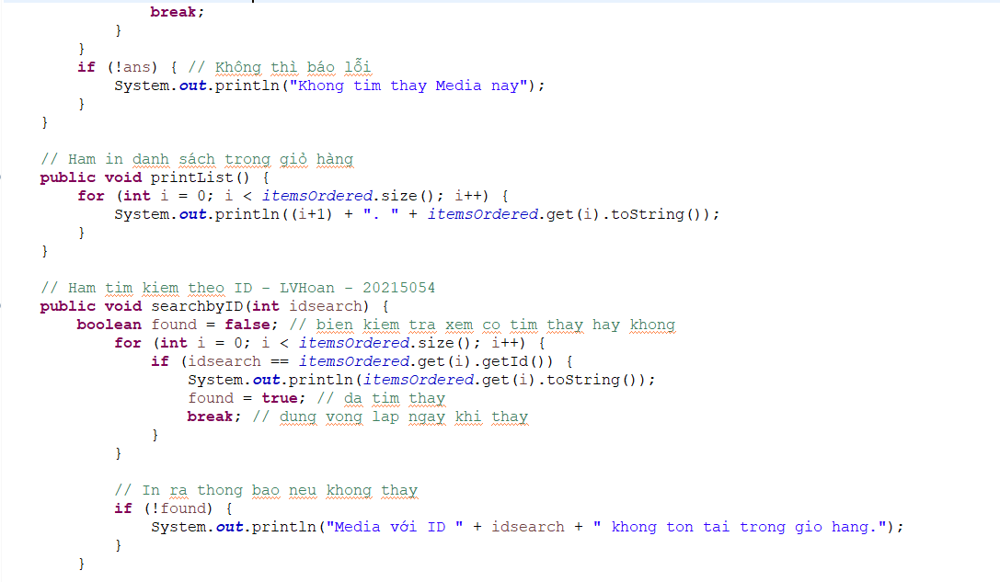 break;
}
}
if (!ans) { // Không thì báo lỗi
System.out.println("Khong tim thay Media nay");
}
}
// Ham in danh sách trong giỏ hàng
public void printList() {
for (int i = 0; i < itemsOrdered.size(); i++) {
System.out.println((i+1) + ". " + itemsOrdered.get(i).toString());
}
}
// Ham tim kiem theo ID - LVHoan - 20215054
public void searchbyID(int idsearch) {
boolean found = false; // bien kiem tra xem co tim thay hay khong
for (int i = 0; i < itemsOrdered.size(); i++) {
if (idsearch == itemsOrdered.get(i).getId()) {
System.out.println(itemsOrdered.get(i).toString());
found = true; // da tim thay
break; // dung vong lap ngay khi thay
}
}
// In ra thong bao neu khong thay
if (!found) {
System.out.println("Media với ID " + idsearch + " khong ton tai trong gio hang.");
}
}